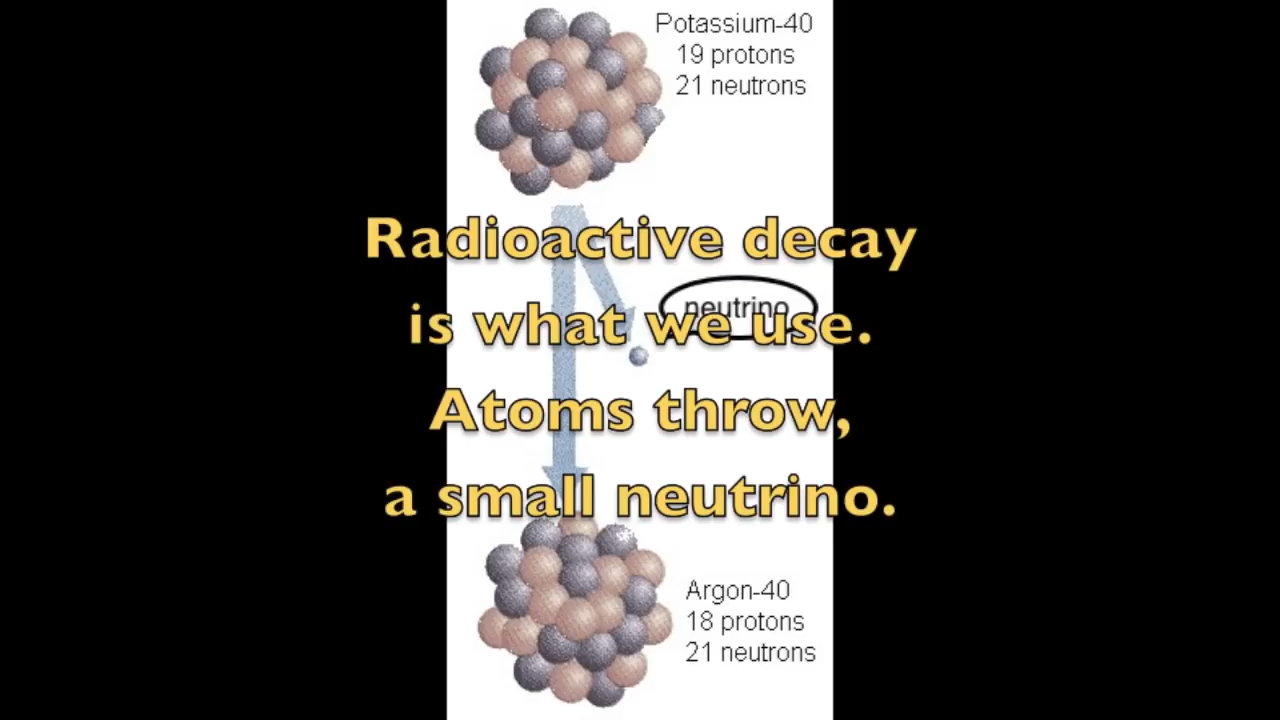 Potassium-40
19 protons
21 neutrons
Radioactive decay
neutrino
is what we use.
Atoms throw,
a small neutrino.
Argon-40
18 protons
21 neutrons